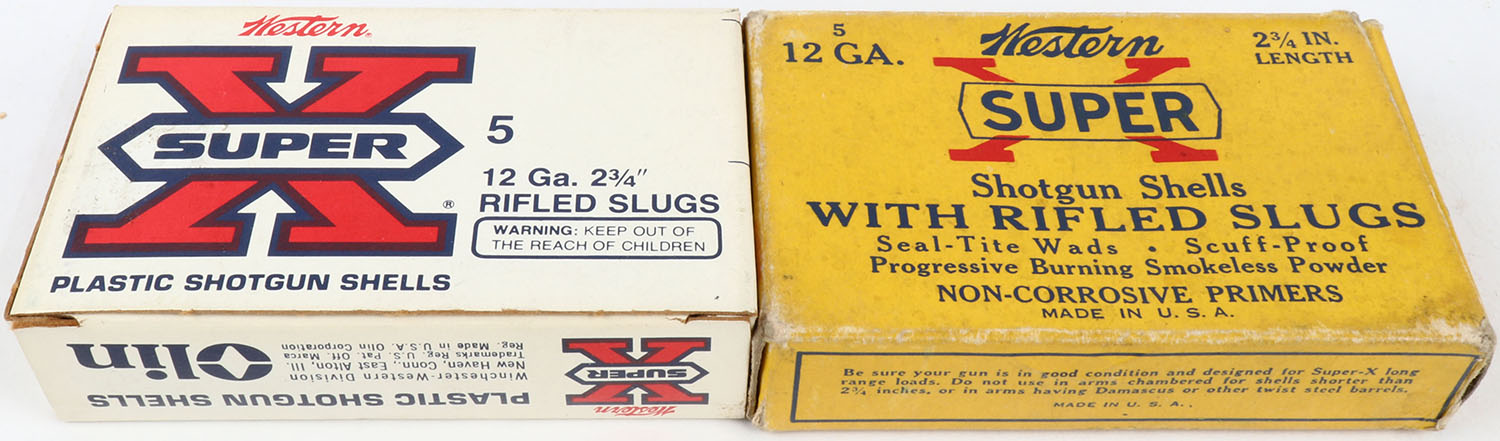 Western
X
SUPER
®
5
12 Ga. 2¾"
RIFLED SLUGS
WARNING: KEEP OUT OF
THE REACH OF CHILDREN
PLASTIC SHOTGUN SHELLS
Western
X
SUPER
PLASTIC SHOTGUN SHELLS
Winchester-Western Division
New Haven, Conn., East Alton, Ill.
Trademarks Reg. U.S. Pat. Off. Marca
Reg. Made in U.S.A. Olin Corporation
Olin
5
12 GA.
Western
X
SUPER
2¾ IN.
LENGTH
Shotgun Shells
WITH RIFLED SLUGS
Seal-Tite Wads • Scuff-Proof
Progressive Burning Smokeless Powder
NON-CORROSIVE PRIMERS
MADE IN U.S.A.
Be sure your gun is in good condition and designed for Super-X long
range loads. Do not use in arms chambered for shells shorter than
2¾ inches, or in arms having Damascus or other twist steel barrels.
MADE IN U.S.A.